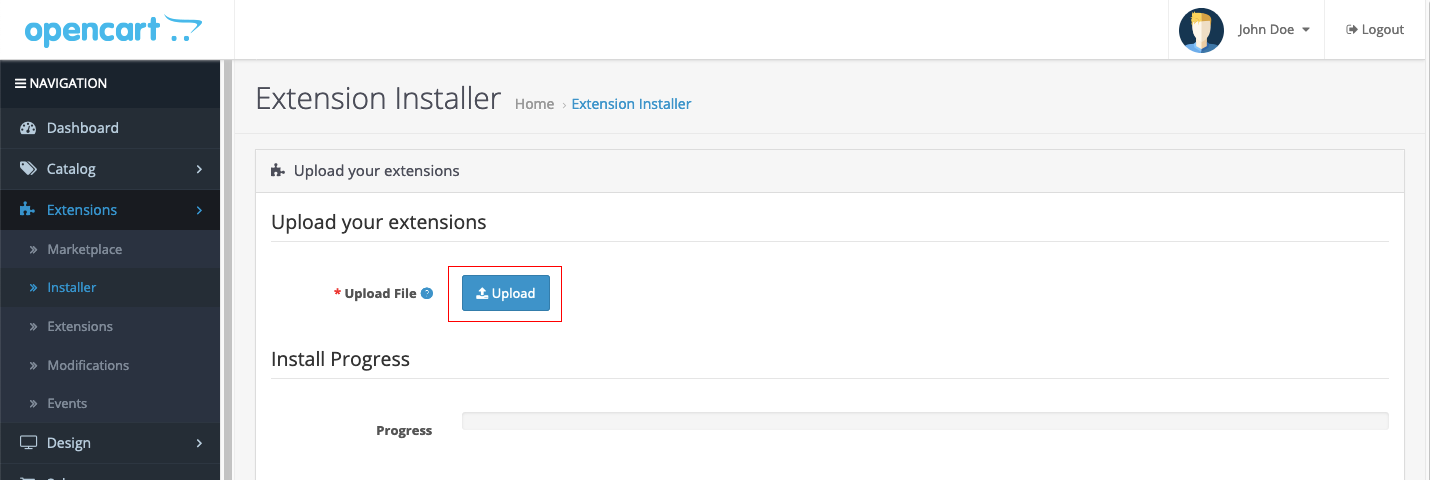 opencart
John Doe
Logout
NAVIGATION
Dashboard
Catalog
Extensions
Marketplace
Installer
Extensions
Modifications
Events
Design
Extension Installer
Home › Extension Installer
Upload your extensions
Upload your extensions
* Upload File ?
Upload
Install Progress
Progress